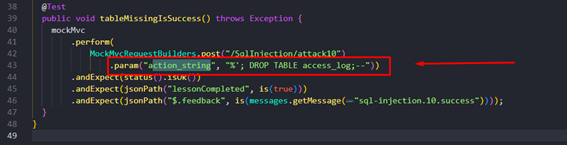 38 @Test
39 public void tableMissingIsSuccess() throws Exception {
40 mockMvc
41 .perform(
42 MockMvcRequestBuilders.post("/SqlInjection/attack10")
43 .param("action_string", "%'; DROP TABLE access_log;--"))
44 .andExpect(status().isOk())
45 .andExpect(jsonPath("lessonCompleted", is(true)))
46 .andExpect(jsonPath("$.feedback", is(messages.getMessage("sql-injection.10.success"))));
47 }
48 }
49